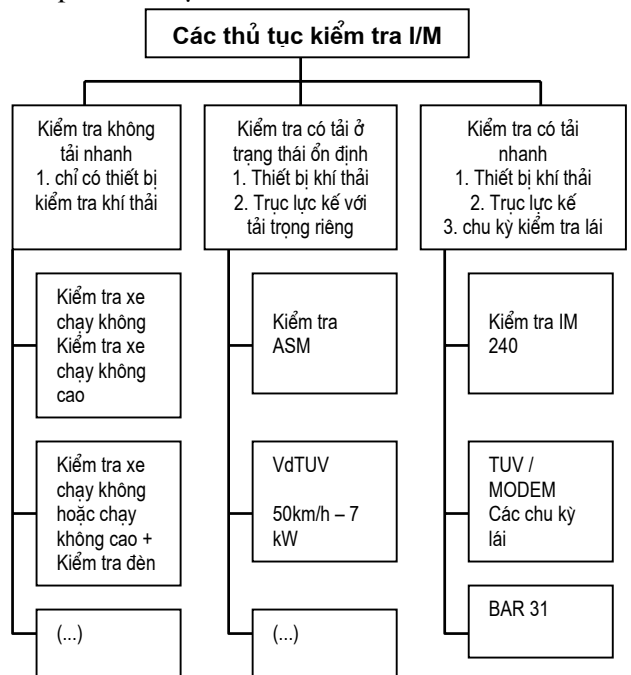 Các thủ tục kiểm tra I/M
Kiểm tra không
tải nhanh
1. chỉ có thiết bị
kiểm tra khí thải
Kiểm tra xe
chạy không
Kiểm tra xe
chạy không
cao
Kiểm tra xe
chạy không
hoặc chạy
không cao +
Kiểm tra đèn
(...)
Kiểm tra có tải ở
trạng thái ổn định
1. Thiết bị khí thải
2. Trục lực kế với
tải trọng riêng
Kiểm tra
ASM
VdTUV
50km/h – 7
kW
(...)
Kiểm tra có tải
nhanh
1. Thiết bị khí thải
2. Trục lực kế
3. chu kỳ kiểm tra lái
Kiểm tra IM
240
TUV /
MODEM
Các chu kỳ
lái
BAR 31